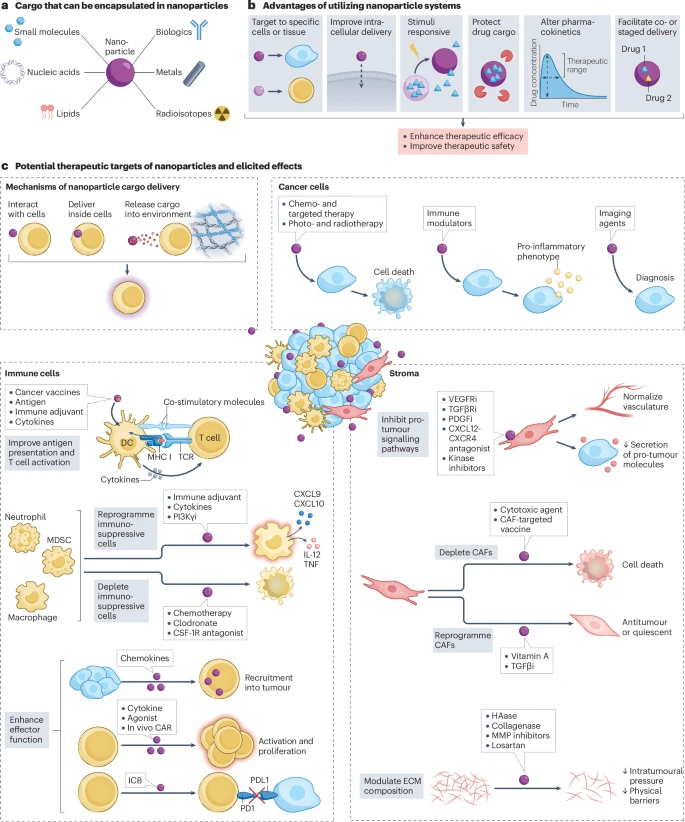 a Cargo that can be encapsulated in nanoparticles
Small molecules
Nano-
particle
Biologics
Nucleic acids
Metals
Lipids
Radioisotopes
b Advantages of utilizing nanoparticle systems
Target to specific
cells or tissue
Improve intra-
cellular delivery
Stimuli
responsive
Protect
drug cargo
Alter pharma-
cokinetics
Drug concentration
Therapeutic
range
Time
Facilitate co- or
staged delivery
Drug 1
Drug 2
• Enhance therapeutic efficacy
• Improve therapeutic safety
c Potential therapeutic targets of nanoparticles and elicited effects
Mechanisms of nanoparticle cargo delivery
Interact
with cells
Deliver
inside cells
Release cargo
into environment
Cancer cells
• Chemo- and
targeted therapy
• Photo- and radiotherapy
Cell death
Immune
modulators
Pro-inflammatory
phenotype
Imaging
agents
Diagnosis
Immune cells
• Cancer vaccines
• Antigen
• Immune adjuvant
• Cytokines
Improve antigen
presentation and
T cell activation
Co-stimulatory molecules
DC
T cell
MHC I
TCR
Cytokines
Neutrophil
MDSC
Macrophage
Reprogramme
immuno-
suppressive
cells
• Immune adjuvant
• Cytokines
• PI3Kγi
CXCL9
CXCL10
IL-12
TNF
Deplete
immuno-
suppressive
cells
• Chemotherapy
• Clodronate
• CSF-1R antagonist
Enhance
effector
function
Chemokines
Recruitment
into tumour
• Cytokine
• Agonist
• In vivo CAR
Activation and
proliferation
ICB
PDL1
PD1
Stroma
Inhibit pro-
tumour
signalling
pathways
• VEGFRi
• TGFβRi
• PDGFi
• CXCL12-
CXCR4
antagonist
• Kinase
inhibitors
Normalize
vasculature
↓ Secretion
of pro-tumour
molecules
• Cytotoxic agent
• CAF-targeted
vaccine
Deplete CAFs
Cell death
Reprogramme
CAFs
• Vitamin A
• TGFβi
Antitumour
or quiescent
• HAase
• Collagenase
• MMP inhibitors
• Losartan
Modulate ECM
composition
↓ Intratumoural
pressure
↓ Physical
barriers